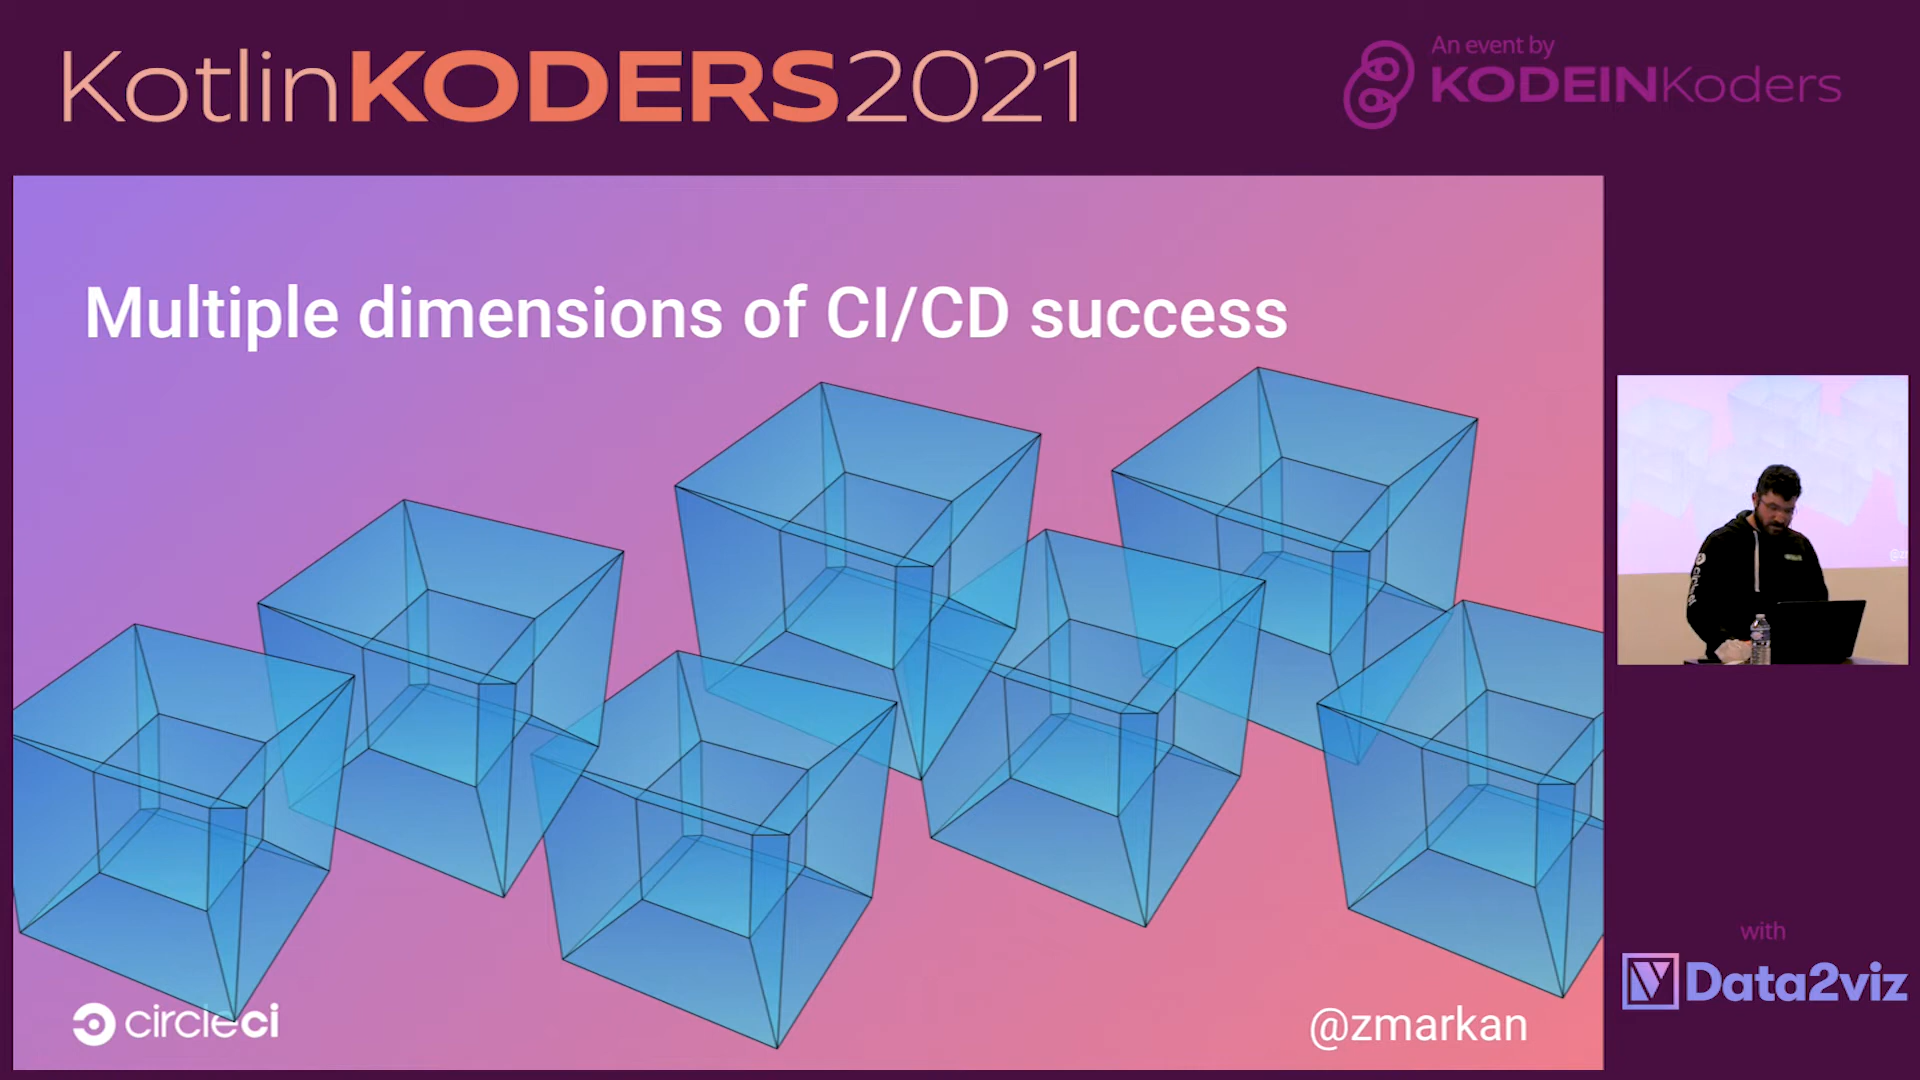 KotlinKODERS2021
An event by
KODEINKoders
Multiple dimensions of CI/CD success
circleci
@zmarkan
with
Data2viz